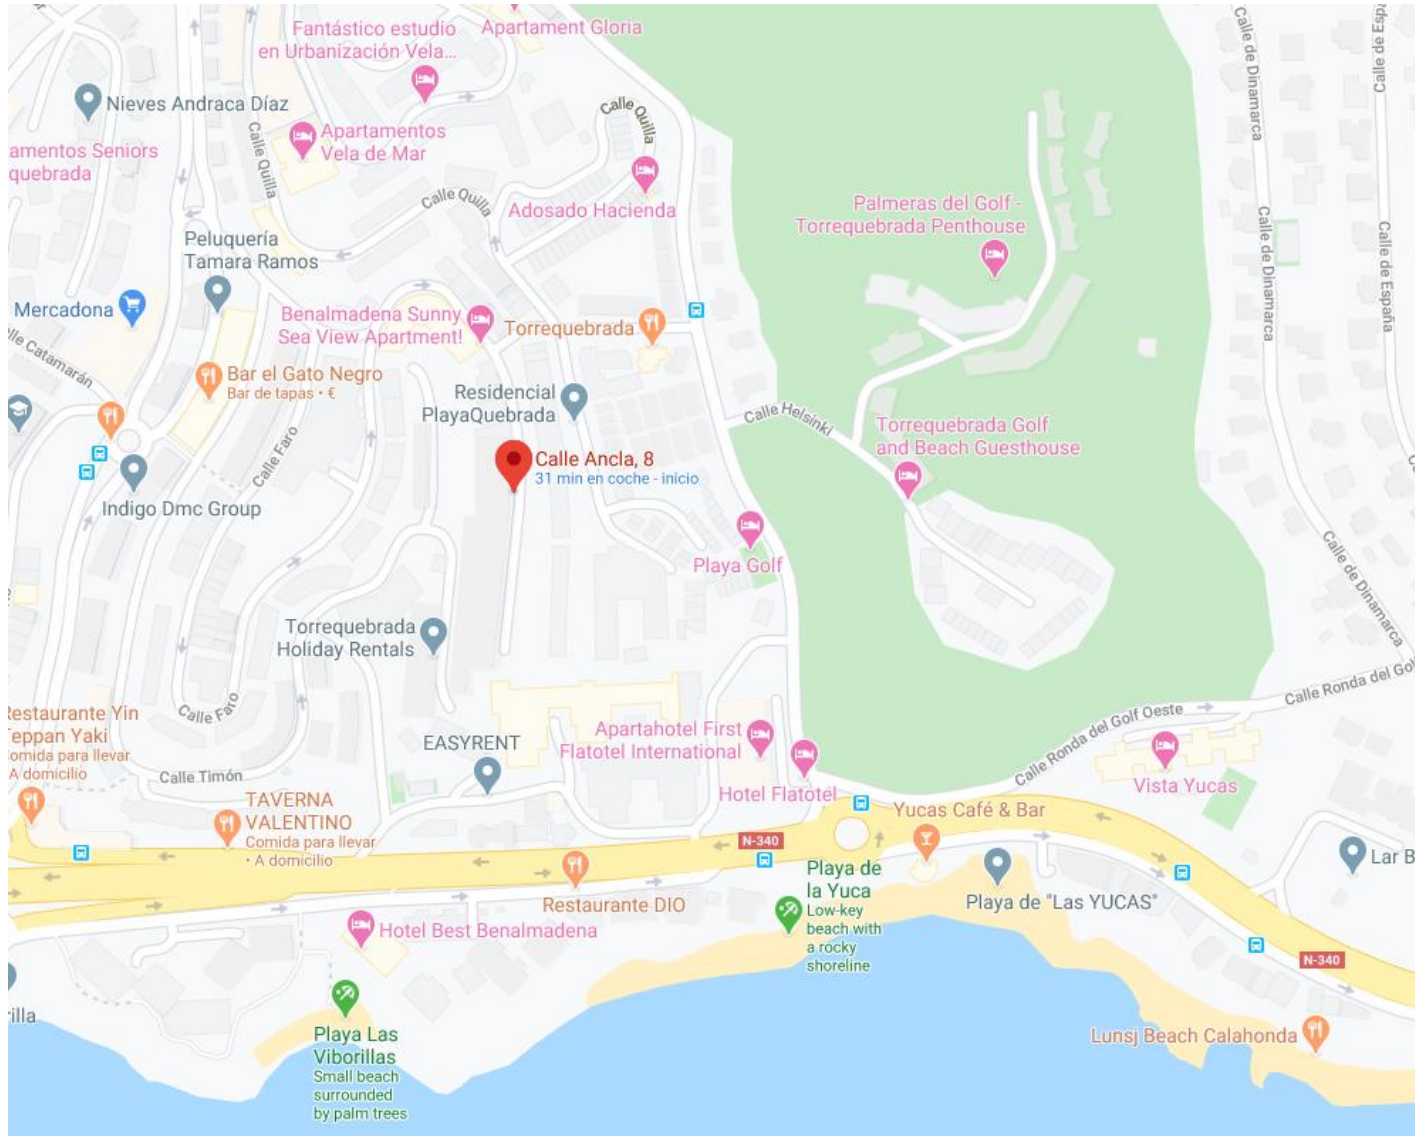 Fantástico estudio
en Urbanización Vela...
Apartament Gloria
Calle de Dinamarca
Nieves Andraca Díaz
Calle Quilla
Apartamentos
Vela de Mar
Calle Quilla
amentos Seniors
quebrada
Calle Quilla
Adosado Hacienda
Palmeras del Golf -
Torrequebrada Penthouse
Calle de Dinamarca
Calle de España
Peluquería
Tamara Ramos
Mercadona
Benalmadena Sunny
Sea View Apartment!
Torrequebrada
Catamarán
Bar el Gato Negro
Bar de tapas • €
Residencial
PlayaQuebrada
Calle Helsinki
Torrequebrada Golf
and Beach Guesthouse
Calle Faro
Calle Ancla, 8
31 min en coche - inicio
Indigo Dmc Group
Playa Golf
Calle de Dinamarca
Torrequebrada
Holiday Rentals
Calle Ronda del Gol
Calle Faro
Restaurante Yin
Teppan Yaki
omida para llevar
A domicilio
EASYRENT
Apartahotel First
Flatotel International
Calle Ronda del Golf Oeste
Calle Timón
Hotel Flatotel
Vista Yucas
TAVERNA
VALENTINO
Comida para llevar
• A domicilio
Yucas Café & Bar
N-340
Lar B
Playa de
la Yuca
Low-key
beach with
a rocky
shoreline
Playa de "Las YUCAS"
Restaurante DIO
Hotel Best Benalmadena
N-340
illa
Playa Las
Viborillas
Small beach
surrounded
by palm trees
Lunsj Beach Calahonda